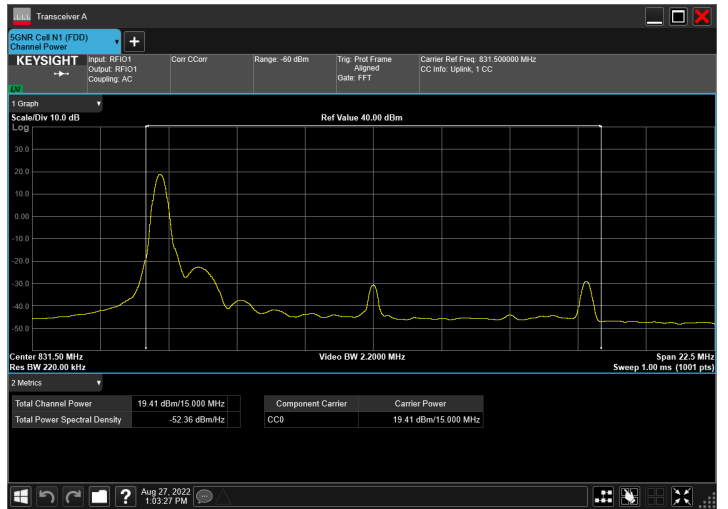 Transceiver A
5GNR Cell N1 (FDD)
Channel Power
KEYSIGHT
LXI
Input: RFIO1
Output: RFIO1
Coupling: AC
Corr CCorr
Range: -60 dBm
Trig: Prot Frame
Aligned
Gate: FFT
Carrier Ref Freq: 831.500000 MHz
CC Info: Uplink, 1 CC
1 Graph
Scale/Div 10.0 dB
Ref Value 40.00 dBm
Log
30.0
20.0
10.0
0.00
-10.0
-20.0
-30.0
-40.0
-50.0
Center 831.50 MHz
Video BW 2.2000 MHz
Span 22.5 MHz
Res BW 220.00 kHz
Sweep 1.00 ms (1001 pts)
2 Metrics
Total Channel Power 19.41 dBm/15.000 MHz
Total Power Spectral Density -52.36 dBm/Hz
Component Carrier Carrier Power
CC0 19.41 dBm/15.000 MHz
Aug 27, 2022
1:03:27 PM